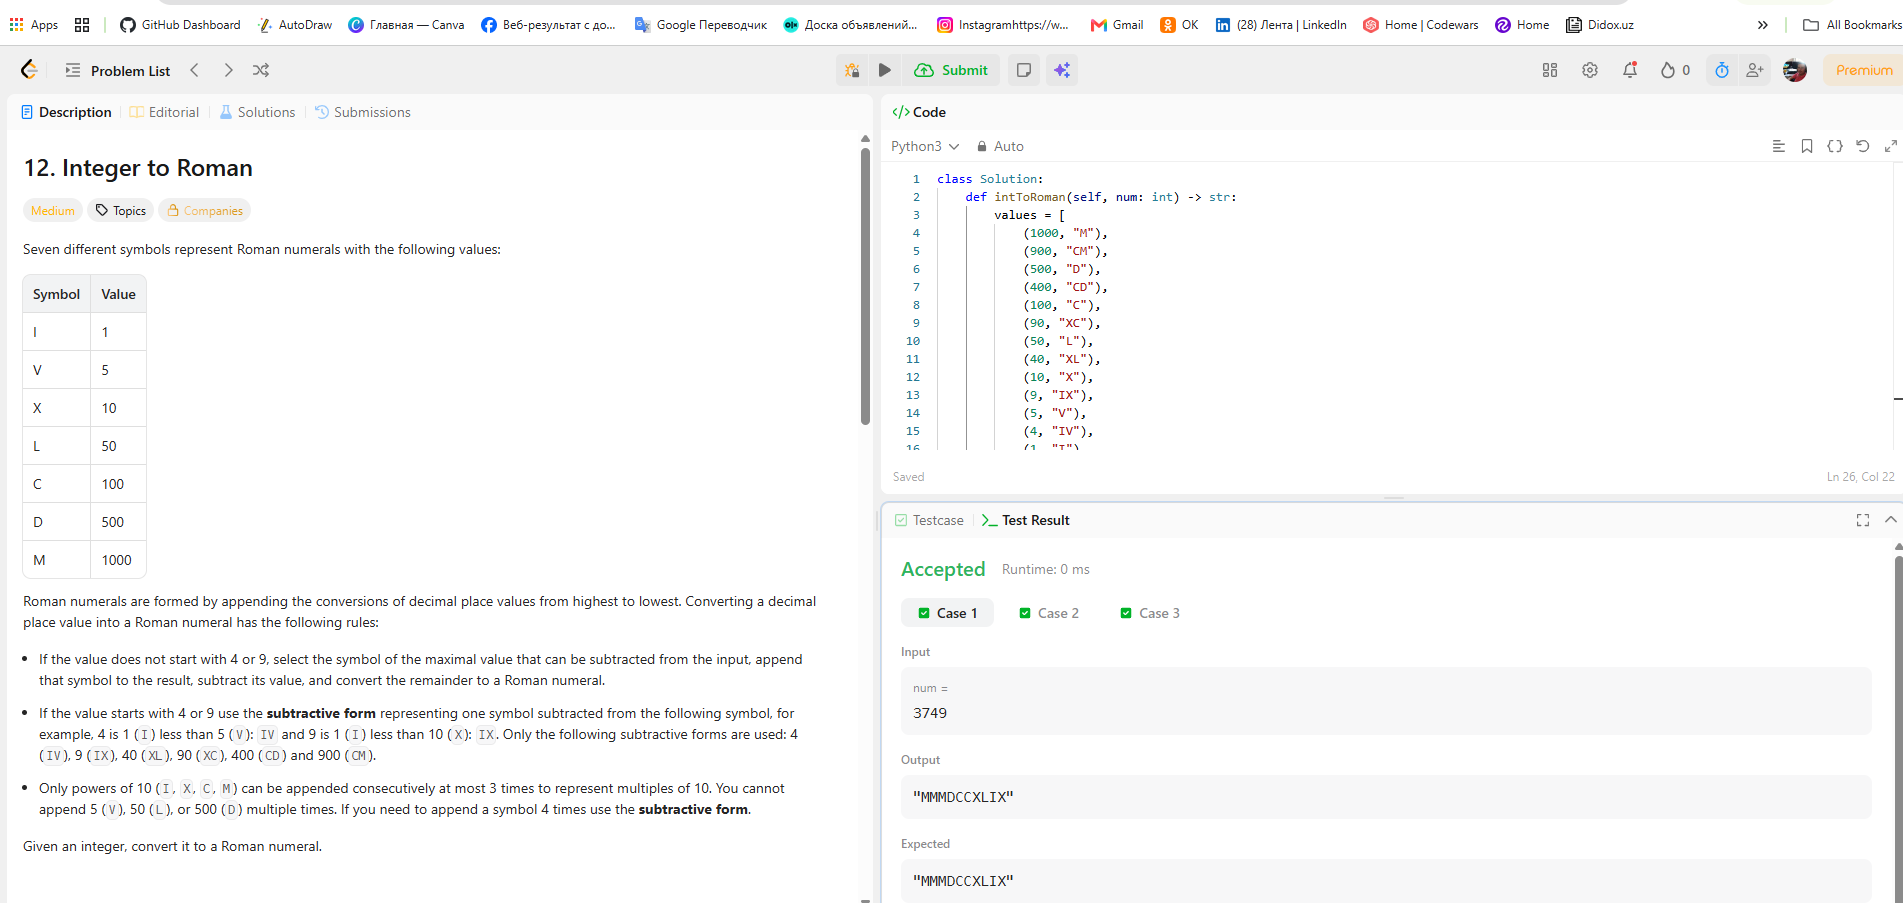 Apps GitHub Dashboard AutoDraw Главная — Canva Веб-результат с до... Google Переводчик Доска объявлений... Instagramhttps://w... Gmail OK (28) Лента | LinkedIn Home | Codewars Home Didox.uz » All Bookmarks
Problem List Submit 0 Premium
Description Editorial Solutions Submissions
12. Integer to Roman
Medium Topics Companies
Seven different symbols represent Roman numerals with the following values:
Symbol Value
I 1
V 5
X 10
L 50
C 100
D 500
M 1000
Roman numerals are formed by appending the conversions of decimal place values from highest to lowest. Converting a decimal
place value into a Roman numeral has the following rules:
• If the value does not start with 4 or 9, select the symbol of the maximal value that can be subtracted from the input, append
that symbol to the result, subtract its value, and convert the remainder to a Roman numeral.
• If the value starts with 4 or 9 use the subtractive form representing one symbol subtracted from the following symbol, for
example, 4 is 1 (I) less than 5 (V): IV and 9 is 1 (I) less than 10 (X): IX. Only the following subtractive forms are used: 4
(IV), 9 (IX), 40 (XL), 90 (XC), 400 (CD) and 900 (CM).
• Only powers of 10 (I, X, C, M) can be appended consecutively at most 3 times to represent multiples of 10. You cannot
append 5 (V), 50 (L), or 500 (D) multiple times. If you need to append a symbol 4 times use the subtractive form.
Given an integer, convert it to a Roman numeral.
</> Code
Python3 Auto
1 class Solution:
2 def intToRoman(self, num: int) -> str:
3 values = [
4 (1000, "M"),
5 (900, "CM"),
6 (500, "D"),
7 (400, "CD"),
8 (100, "C"),
9 (90, "XC"),
10 (50, "L"),
11 (40, "XL"),
12 (10, "X"),
13 (9, "IX"),
14 (5, "V"),
15 (4, "IV"),
16 (1, "I")
Saved Ln 26, Col 22
Testcase >_ Test Result
Accepted Runtime: 0 ms
Case 1 Case 2 Case 3
Input
num =
3749
Output
"MMMDCCXLIX"
Expected
"MMMDCCXLIX"